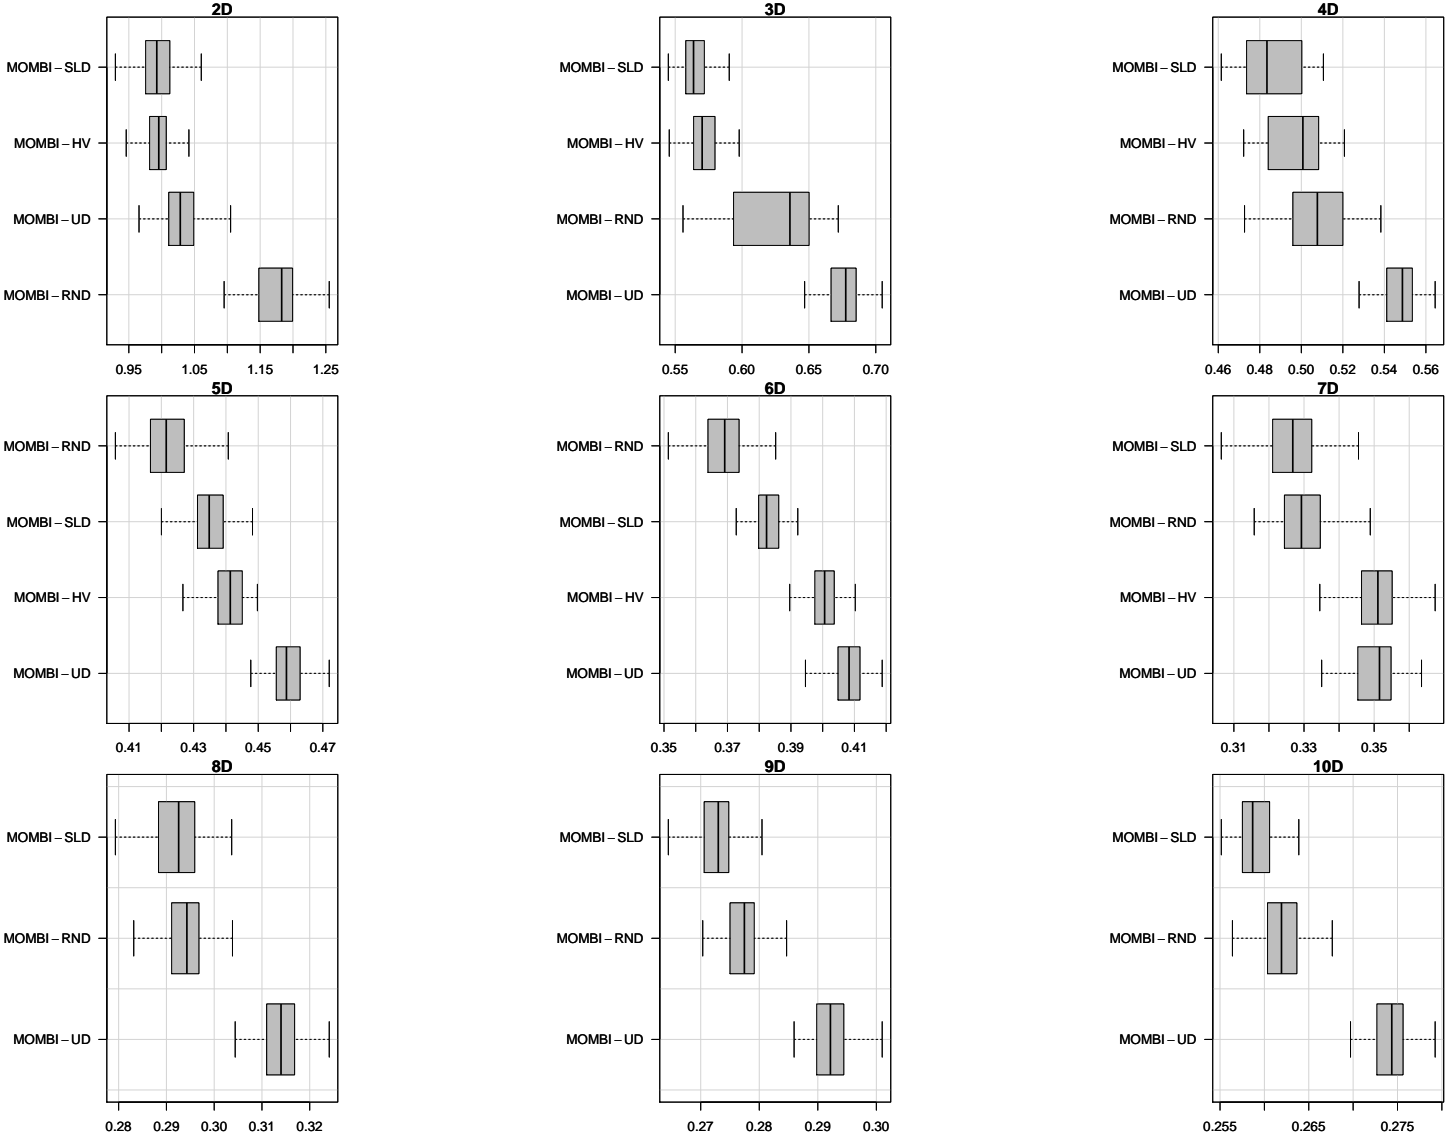 2D
MOMBI-SLD
MOMBI-HV
MOMBI-UD
MOMBI-RND
0.95 1.05 1.15 1.25
3D
MOMBI-SLD
MOMBI-HV
MOMBI-RND
MOMBI-UD
0.55 0.60 0.65 0.70
4D
MOMBI-SLD
MOMBI-HV
MOMBI-RND
MOMBI-UD
0.46 0.48 0.50 0.52 0.54 0.56
5D
MOMBI-RND
MOMBI-SLD
MOMBI-HV
MOMBI-UD
0.41 0.43 0.45 0.47
6D
MOMBI-RND
MOMBI-SLD
MOMBI-HV
MOMBI-UD
0.35 0.37 0.39 0.41
7D
MOMBI-SLD
MOMBI-RND
MOMBI-HV
MOMBI-UD
0.31 0.33 0.35
8D
MOMBI-SLD
MOMBI-RND
MOMBI-UD
0.28 0.29 0.30 0.31 0.32
9D
MOMBI-SLD
MOMBI-RND
MOMBI-UD
0.27 0.28 0.29 0.30
10D
MOMBI-SLD
MOMBI-RND
MOMBI-UD
0.255 0.265 0.275